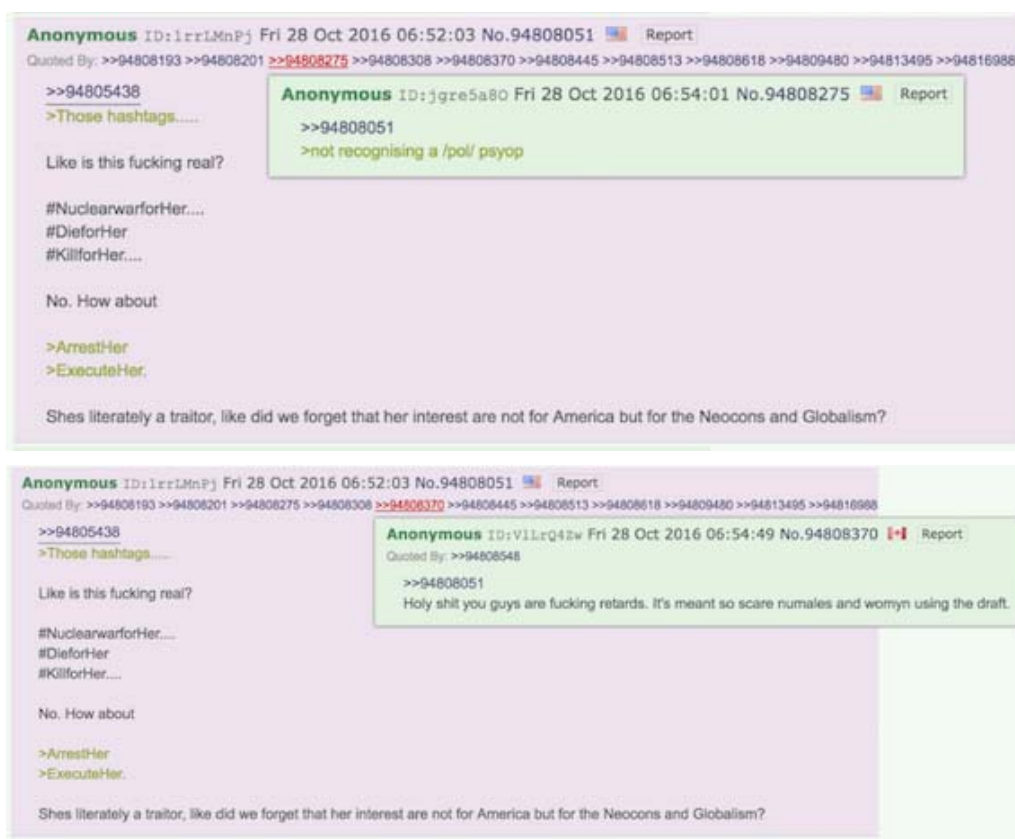 Anonymous ID:1rrLMnPj Fri 28 Oct 2016 06:52:03 No.94808051 Report
Quoted By: >>94808193 >>94808201 >>94808275 >>94808308 >>94808370 >>94808445 >>94808513 >>94808618 >>94809480 >>94813495 >>94816988
>>94805438
>Those hashtags.....
Like is this fucking real?
#NuclearwarforHer....
#DieforHer
#KillforHer....
No. How about
>ArrestHer
>ExecuteHer.
Shes literately a traitor, like did we forget that her interest are not for America but for the Neocons and Globalism?
Anonymous ID:jgre5a8O Fri 28 Oct 2016 06:54:01 No.94808275 Report
>>94808051
>not recognising a /pol/ psyop
Anonymous ID:1rrLMnPj Fri 28 Oct 2016 06:52:03 No.94808051 Report
Quoted By: >>94808193 >>94808201 >>94808275 >>94808308 >>94808370 >>94808445 >>94808513 >>94808618 >>94809480 >>94813495 >>94816988
>>94805438
>Those hashtags.....
Like is this fucking real?
#NuclearwarforHer....
#DieforHer
#KillforHer....
No. How about
>ArrestHer
>ExecuteHer.
Shes literately a traitor, like did we forget that her interest are not for America but for the Neocons and Globalism?
Anonymous ID:V1LrQ4Zw Fri 28 Oct 2016 06:54:49 No.94808370 Report
Quoted By: >>94808548
>>94808051
Holy shit you guys are fucking retards. It's meant so scare numales and womyn using the draft.